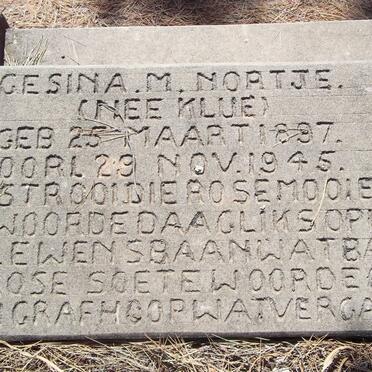 GESINA.M. NORTJE.
(NEE KLUE)
GEB 25 MAART 1897.
OORL 29 NOV.1945.
STROOI DIE ROSE MOOIE
WOORDE DAAGLIKS OP
LEWENSBAAN WAT BA
ROSE SOETE WOORDE
GRAF HOOP WAT VERGA